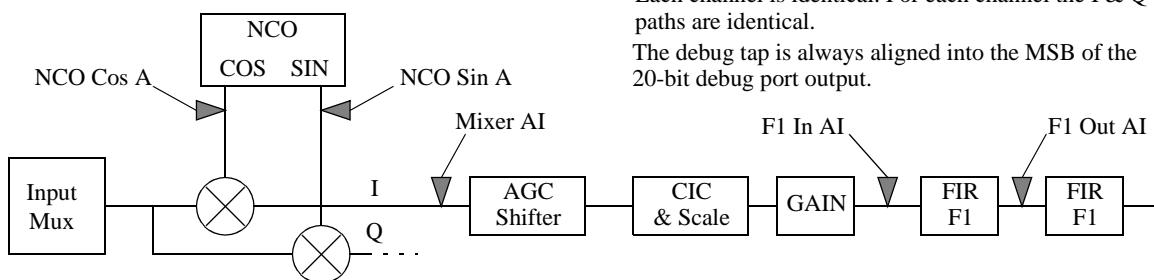 Each channel is identical. For each channel the I & Q
paths are identical.
The debug tap is always aligned into the MSB of the
20-bit debug port output.
NCO
COS SIN
NCO Cos A
NCO Sin A
Mixer AI
F1 In AI
F1 Out AI
Input
Mux
I
Q
AGC
Shifter
CIC
& Scale
GAIN
FIR
F1
FIR
F1